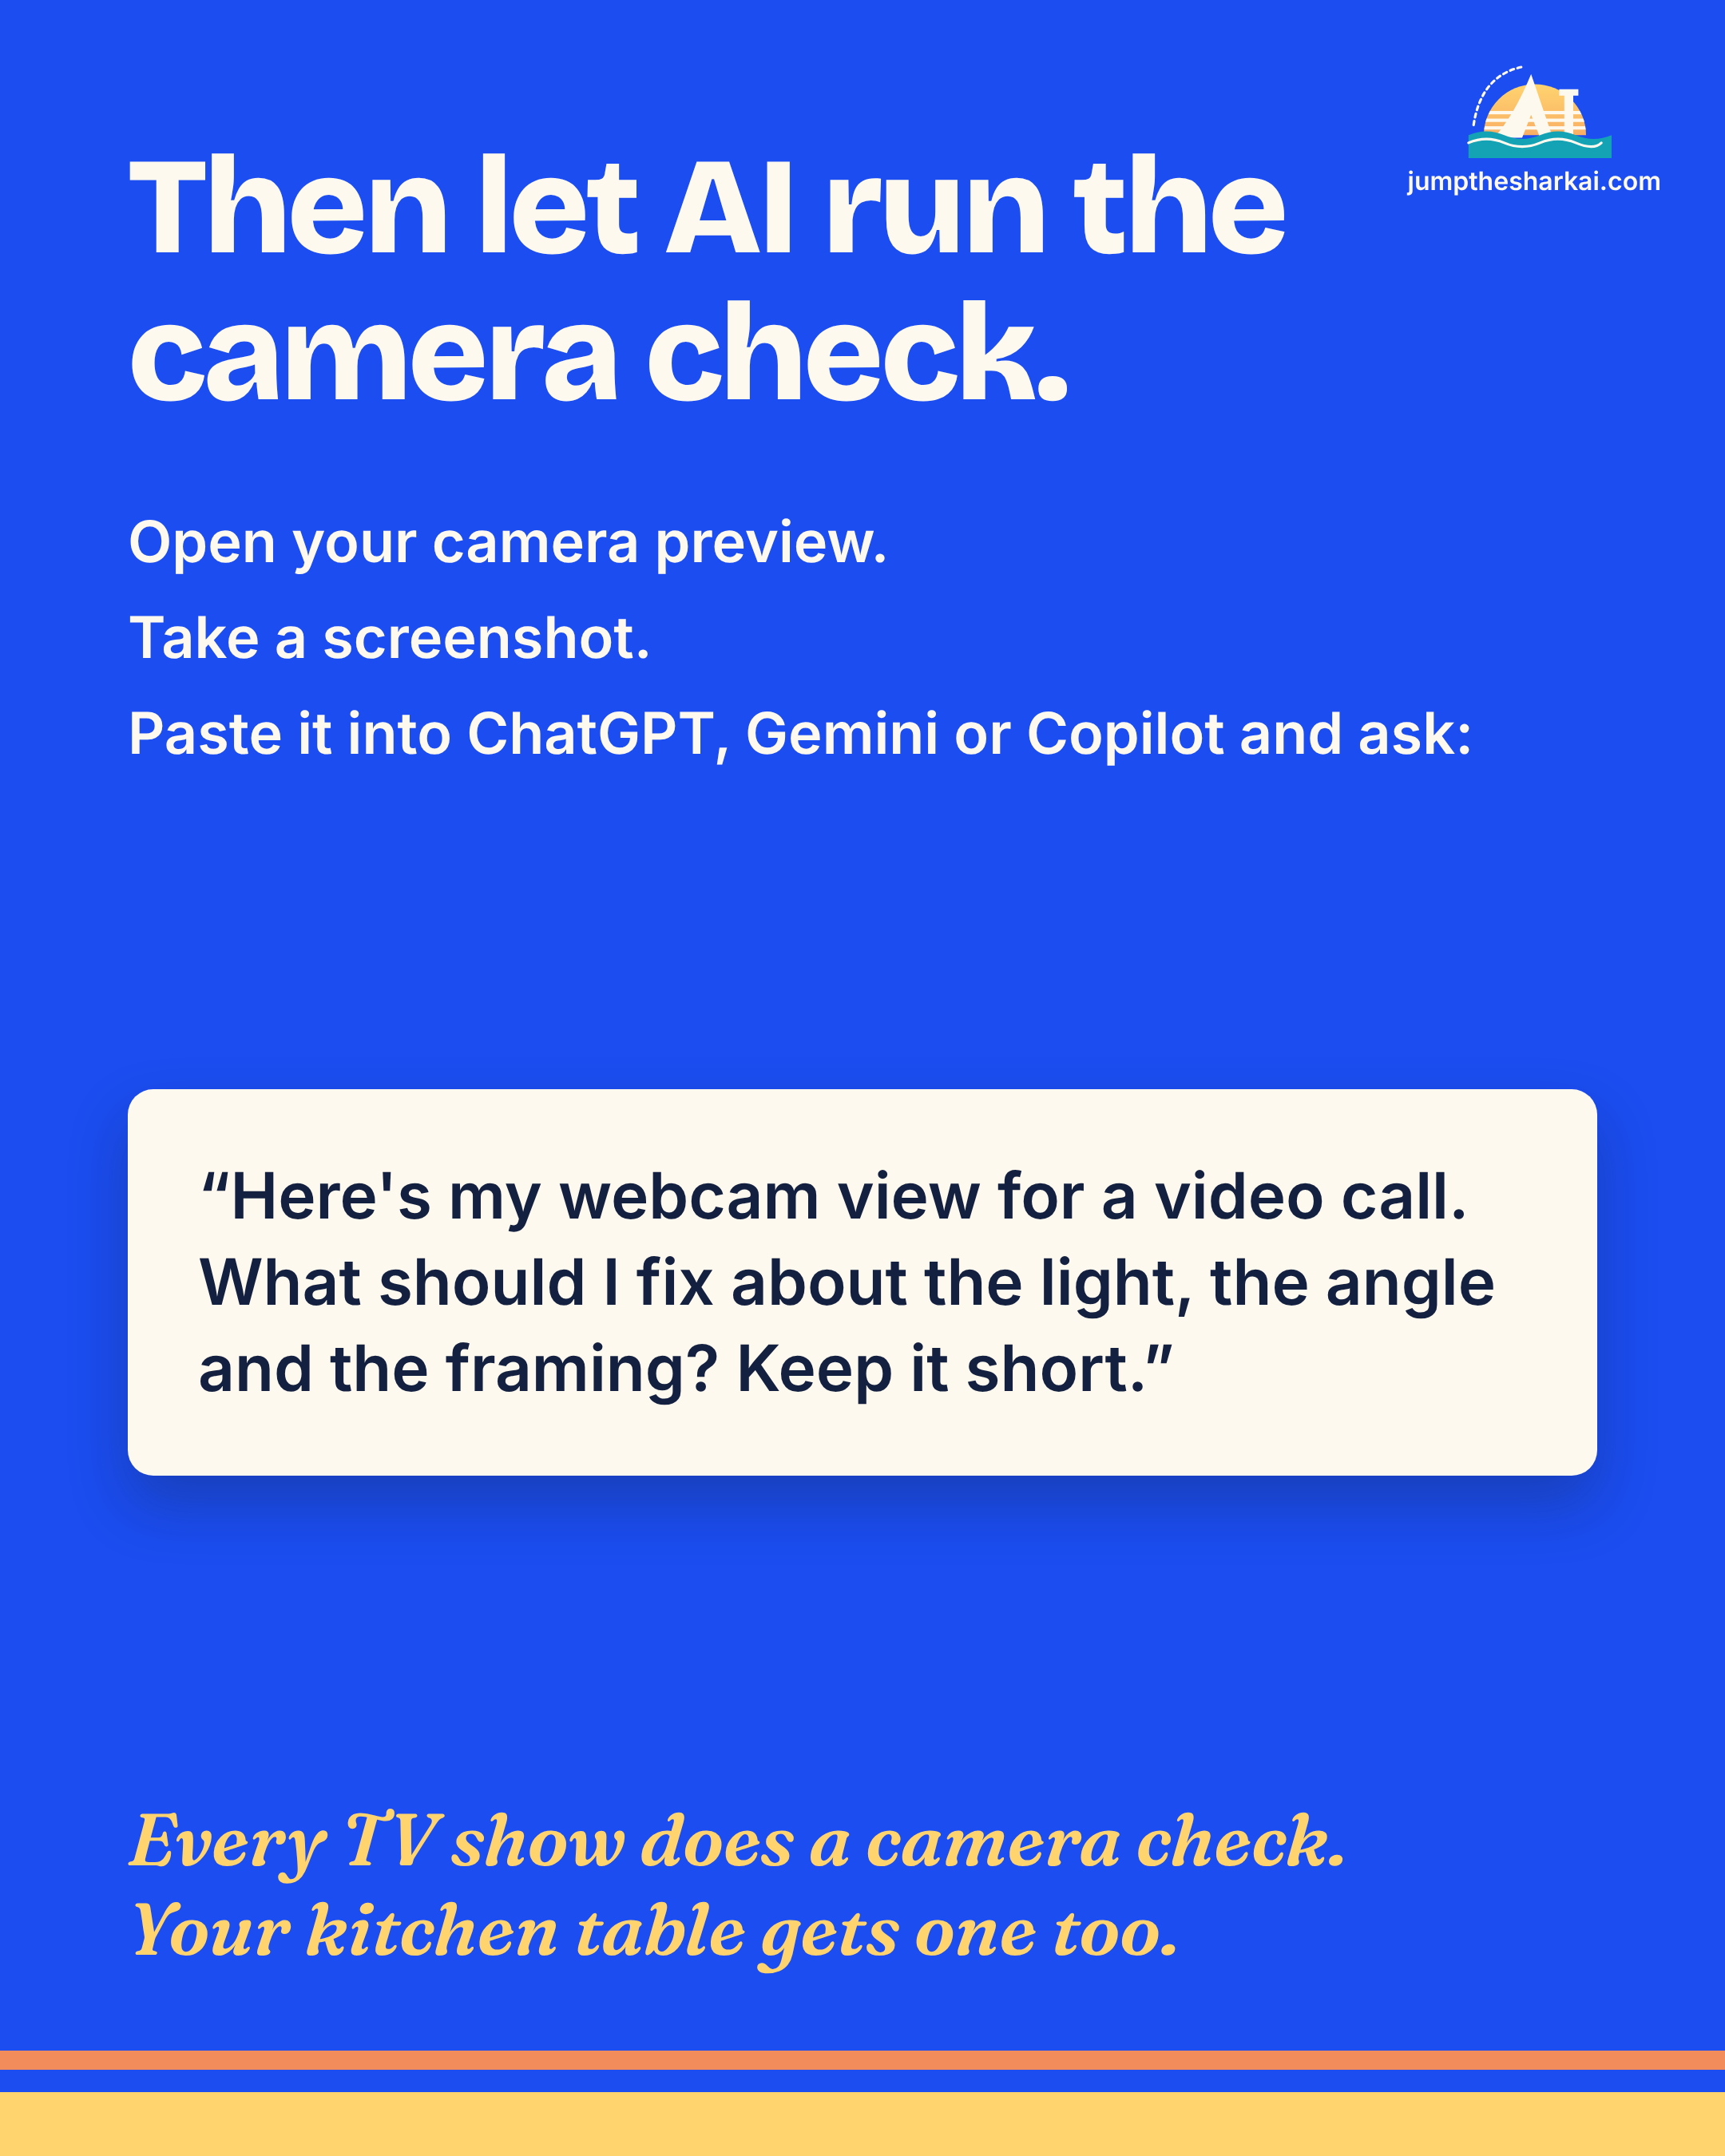 AI
jumpthesharkai.com
Then let AI run the
camera check.
Open your camera preview.
Take a screenshot.
Paste it into ChatGPT, Gemini or Copilot and ask:
“Here's my webcam view for a video call.
What should I fix about the light, the angle
and the framing? Keep it short.”
Every TV show does a camera check.
Your kitchen table gets one too.